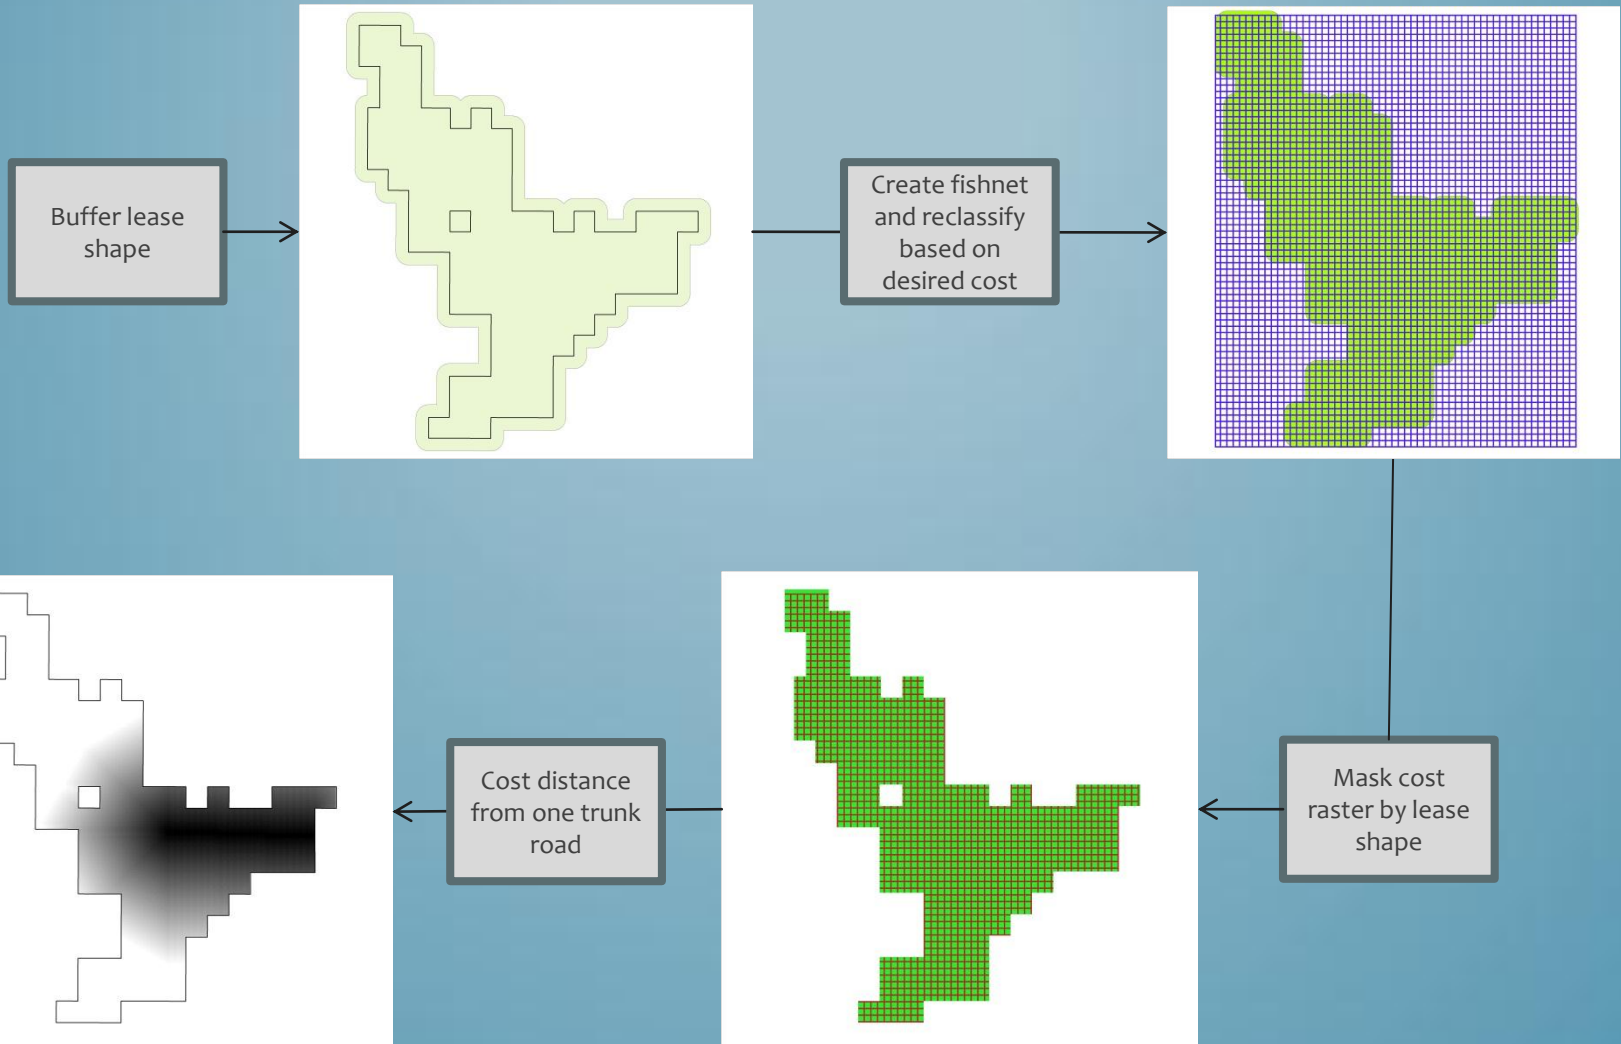 Buffer lease
shape
Create fishnet
and reclassify
based on
desired cost
Mask cost
raster by lease
shape
Cost distance
from one trunk
road